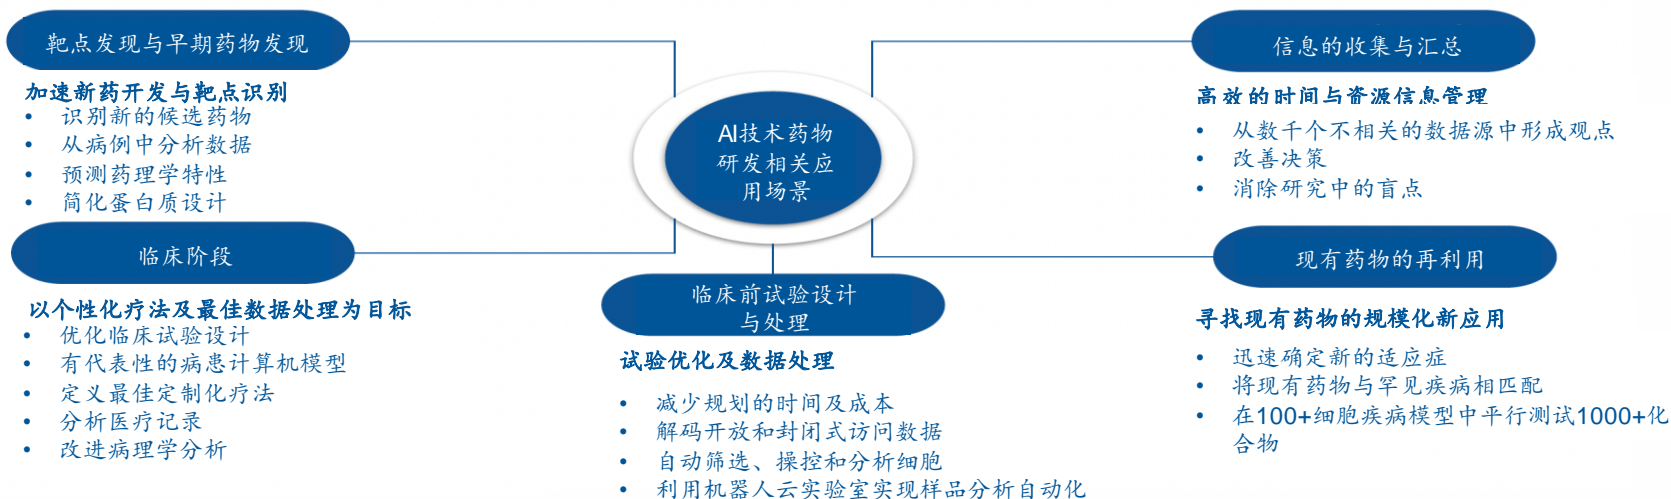 靶点发现与早期药物发现
加速新药开发与靶点识别
• 识别新的候选药物
• 从病例中分析数据
• 预测药理学特性
• 简化蛋白质设计
临床阶段
以个性化疗法及最佳数据处理为目标
• 优化临床试验设计
• 有代表性的病患计算机模型
• 定义最佳定制化疗法
• 分析医疗记录
• 改进病理学分析
AI技术药物
研发相关应
用场景
临床前试验设计
与处理
试验优化及数据处理
• 减少规划的时间及成本
• 解码开放和封闭式访问数据
• 自动筛选、操控和分析细胞
• 利用机器人云实验室实现样品分析自动化
信息的收集与汇总
高效的时间与资源信息管理
• 从数千个不相关的数据源中形成观点
• 改善决策
• 消除研究中的盲点
现有药物的再利用
寻找现有药物的规模化新应用
• 迅速确定新的适应症
• 将现有药物与罕见疾病相匹配
• 在100+细胞疾病模型中平行测试1000+化
合物